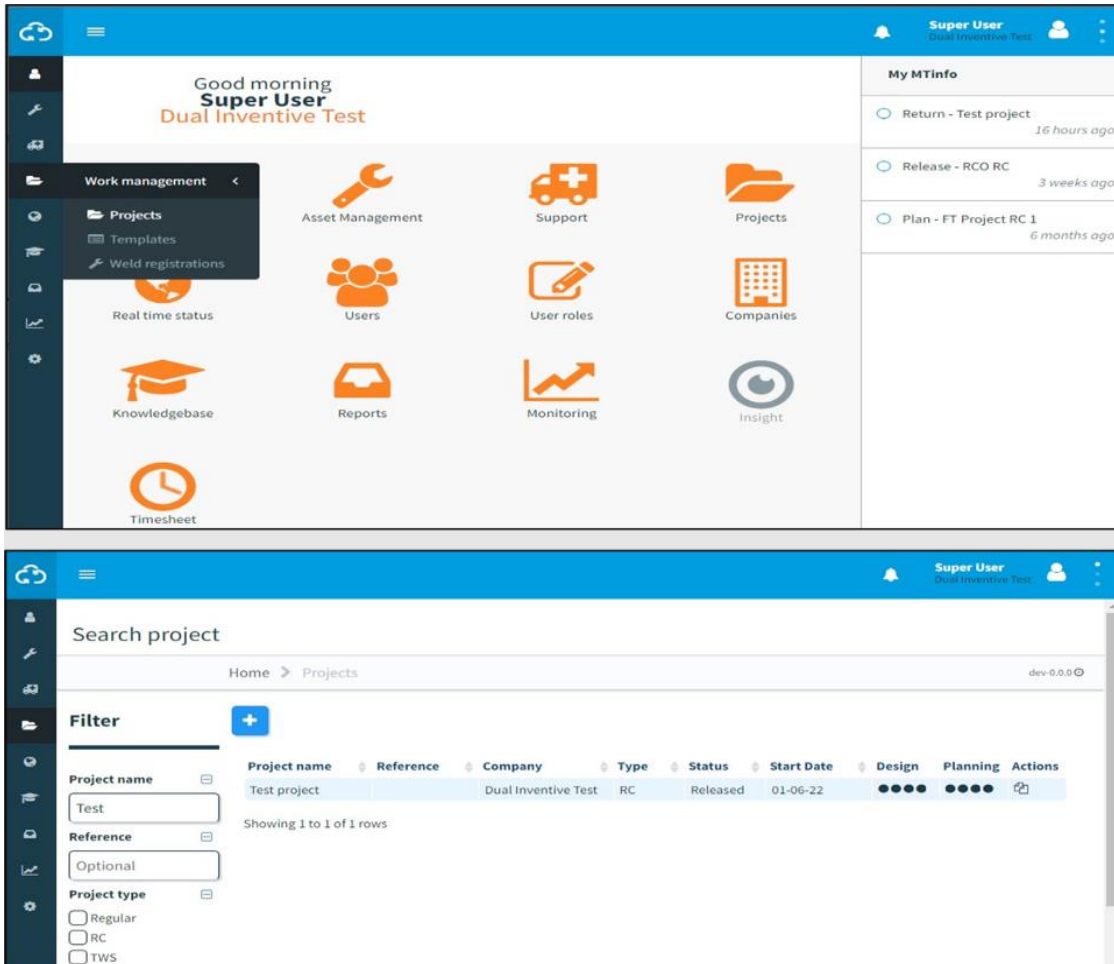 Super User
Dual Inventive Test
Good morning
Super User
Dual Inventive Test
My MTinfo
Return - Test project
16 hours ago
Release - RCO RC
3 weeks ago
Plan - FT Project RC 1
6 months ago
Work management <
Projects
Templates
Weld registrations
Asset Management Support Projects
Real time status Users User roles Companies
Knowledgebase Reports Monitoring Insight
Timesheet
Super User
Dual Inventive Test
Search project
Home > Projects dev-0.0.0
Filter
+
Project name
Test
Reference
Optional
Project type
Regular
RC
TWS
Project name Reference Company Type Status Start Date Design Planning Actions
Test project Dual Inventive Test RC Released 01-06-22
Showing 1 to 1 of 1 rows